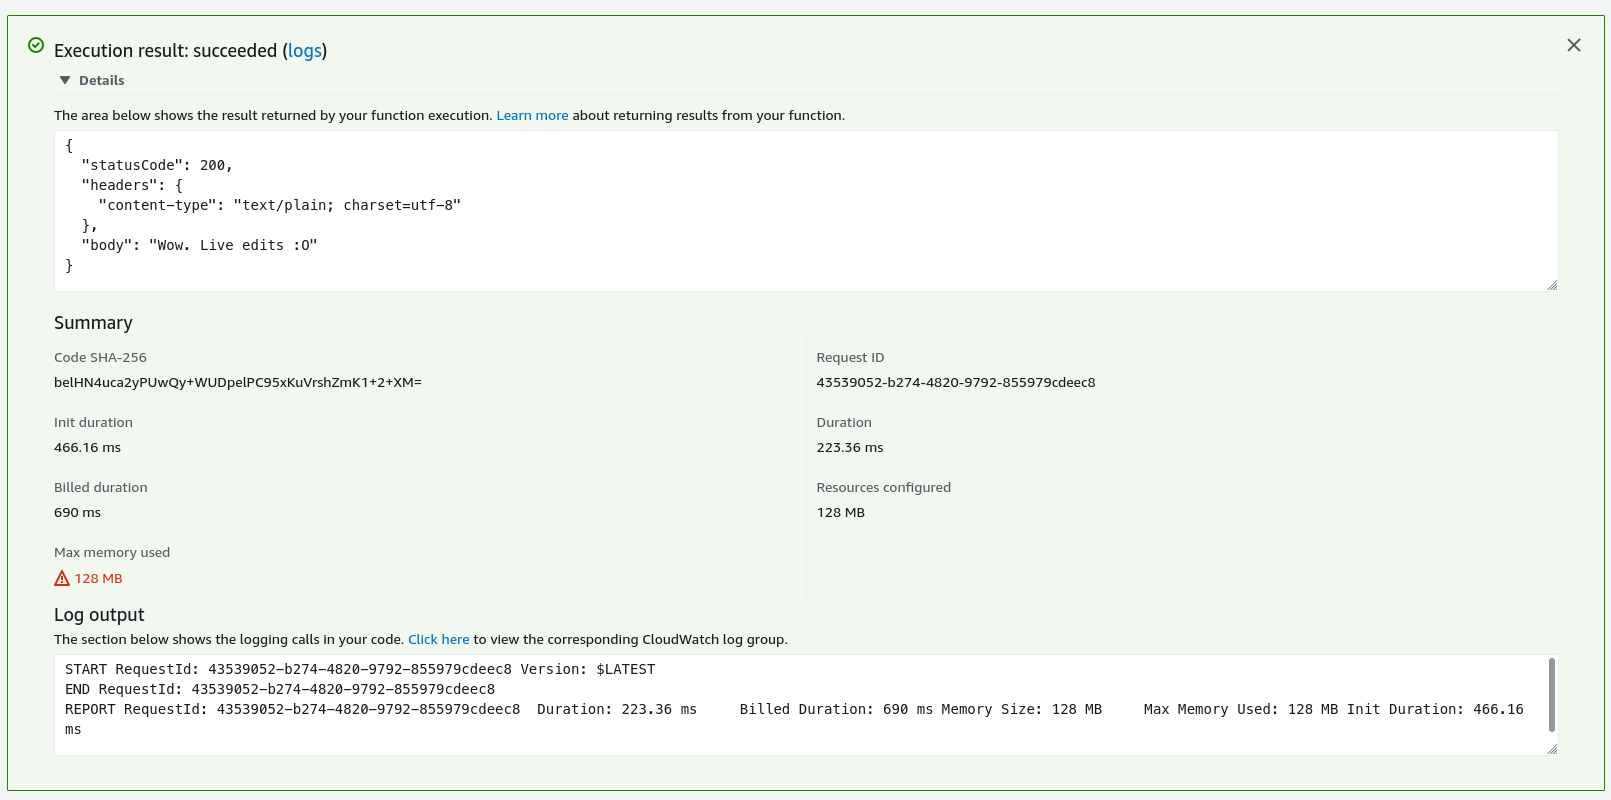 Execution result: succeeded (logs)
Details
The area below shows the result returned by your function execution. Learn more about returning results from your function.
{
  "statusCode": 200,
  "headers": {
    "content-type": "text/plain; charset=utf-8"
  },
  "body": "Wow. Live edits :O"
}
Summary
Code SHA-256
belHN4uca2yPUwQy+WUDpelPC95xKuVrshZmK1+2+XM=
Request ID
43539052-b274-4820-9792-855979cdeec8
Init duration
466.16 ms
Duration
223.36 ms
Billed duration
690 ms
Resources configured
128 MB
Max memory used
128 MB
Log output
The section below shows the logging calls in your code. Click here to view the corresponding CloudWatch log group.
START RequestId: 43539052-b274-4820-9792-855979cdeec8 Version: $LATEST
END RequestId: 43539052-b274-4820-9792-855979cdeec8
REPORT RequestId: 43539052-b274-4820-9792-855979cdeec8  Duration: 223.36 ms     Billed Duration: 690 ms Memory Size: 128 MB     Max Memory Used: 128 MB Init Duration: 466.16
ms